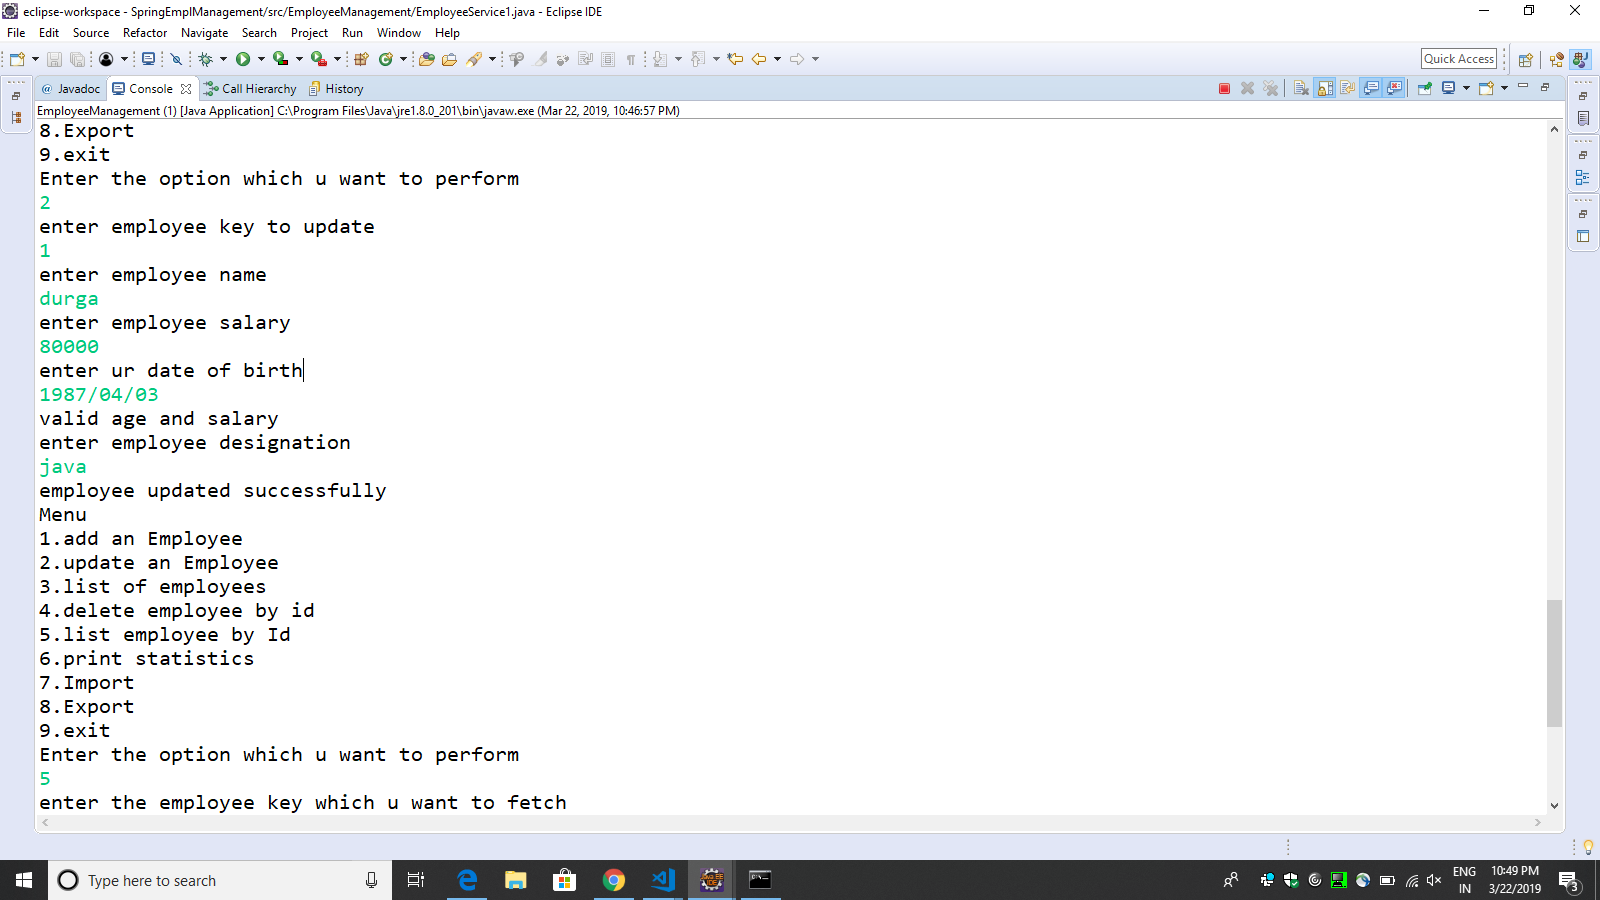 eclipse-workspace - SpringEmplManagement/src/EmployeeManagement/EmployeeService1.java - Eclipse IDE
File Edit Source Refactor Navigate Search Project Run Window Help
Quick Access
@ Javadoc Console Call Hierarchy History
EmployeeManagement (1) [Java Application] C:\Program Files\Java\jre1.8.0_201\bin\javaw.exe (Mar 22, 2019, 10:46:57 PM)
8.Export
9.exit
Enter the option which u want to perform
2
enter employee key to update
1
enter employee name
durga
enter employee salary
80000
enter ur date of birth
1987/04/03
valid age and salary
enter employee designation
java
employee updated successfully
Menu
1.add an Employee
2.update an Employee
3.list of employees
4.delete employee by id
5.list employee by Id
6.print statistics
7.Import
8.Export
9.exit
Enter the option which u want to perform
5
enter the employee key which u want to fetch
Type here to search
ENG
IN
10:49 PM
3/22/2019
3